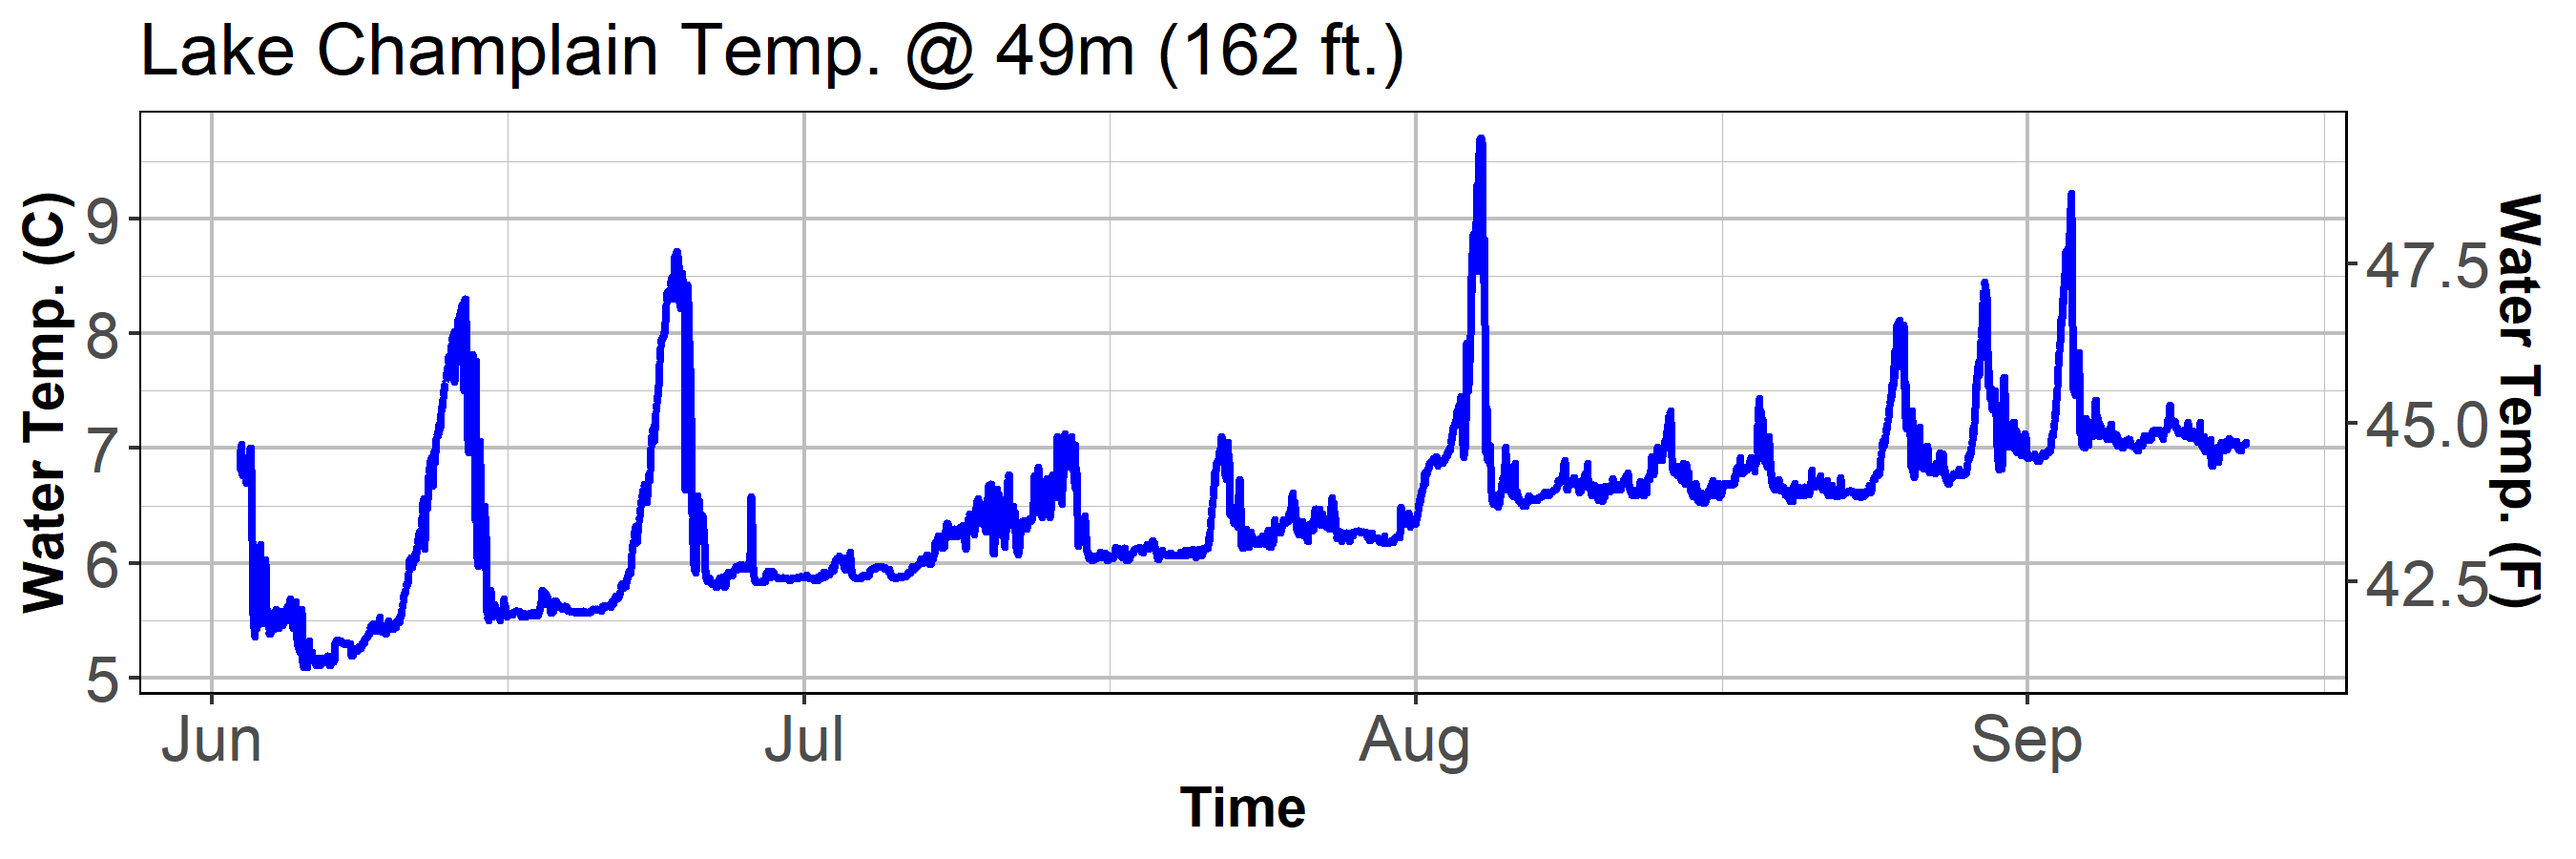 Lake Champlain Temp. @ 49m (162 ft.)
Water Temp. (C)
9
8
7
6
5
47.5
45.0
42.5
Water Temp. (F)
Jun Jul Aug Sep
Time